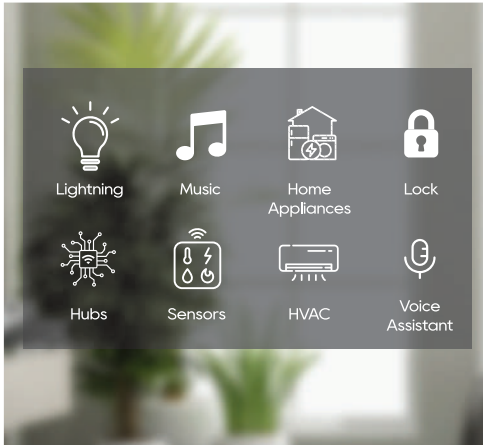 Lightning
Music
Home
Appliances
Lock
Hubs
Sensors
HVAC
Voice
Assistant